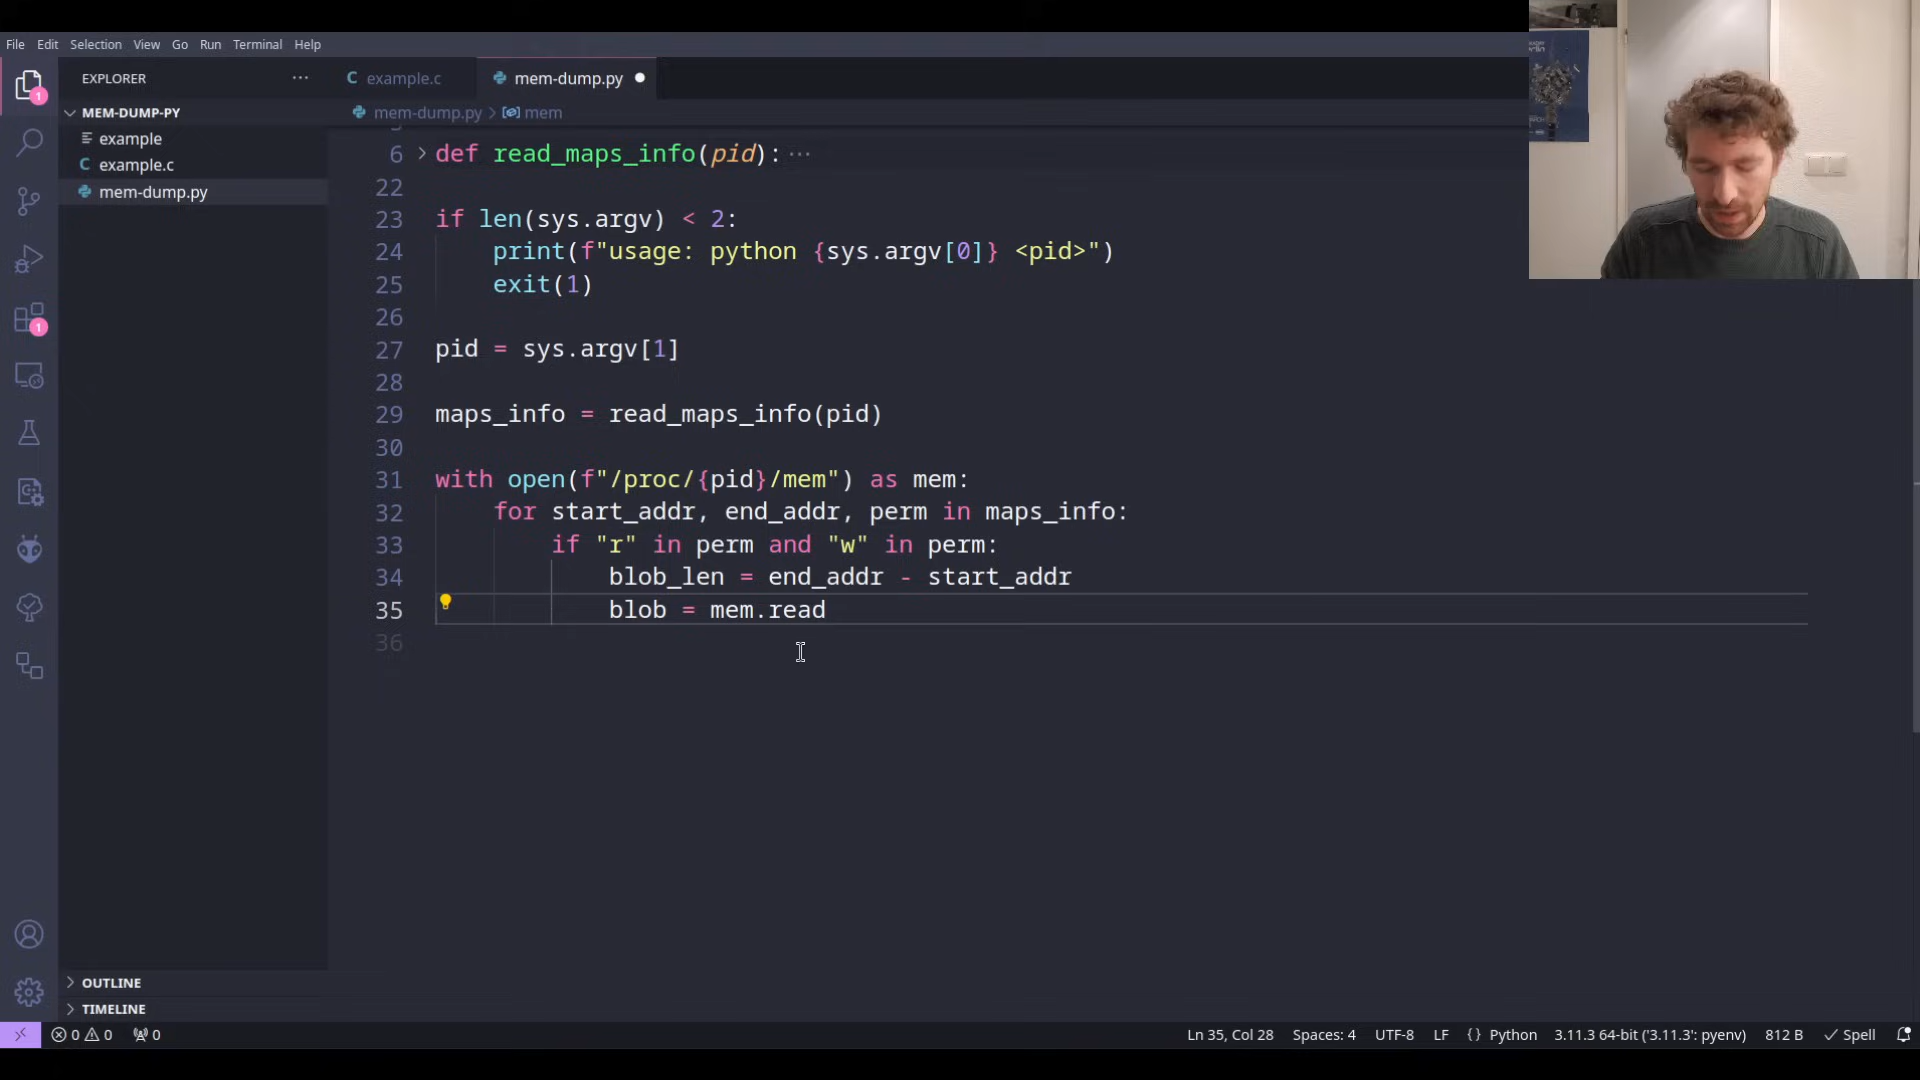 File Edit Selection View Go Run Terminal Help
EXPLORER
example.c
mem-dump.py
MEM-DUMP-PY
mem-dump.py > mem
example
example.c
mem-dump.py
6 def read_maps_info(pid): ···
22
23 if len(sys.argv) < 2:
24 print(f"usage: python {sys.argv[0]} <pid>")
25 exit(1)
26
27 pid = sys.argv[1]
28
29 maps_info = read_maps_info(pid)
30
31 with open(f"/proc/{pid}/mem") as mem:
32 for start_addr, end_addr, perm in maps_info:
33 if "r" in perm and "w" in perm:
34 blob_len = end_addr - start_addr
35 blob = mem.read
36
1
1
OUTLINE
TIMELINE
0 0 0 Ln 35, Col 28 Spaces: 4 UTF-8 LF Python 3.11.3 64-bit ('3.11.3': pyenv) 812 B Spell